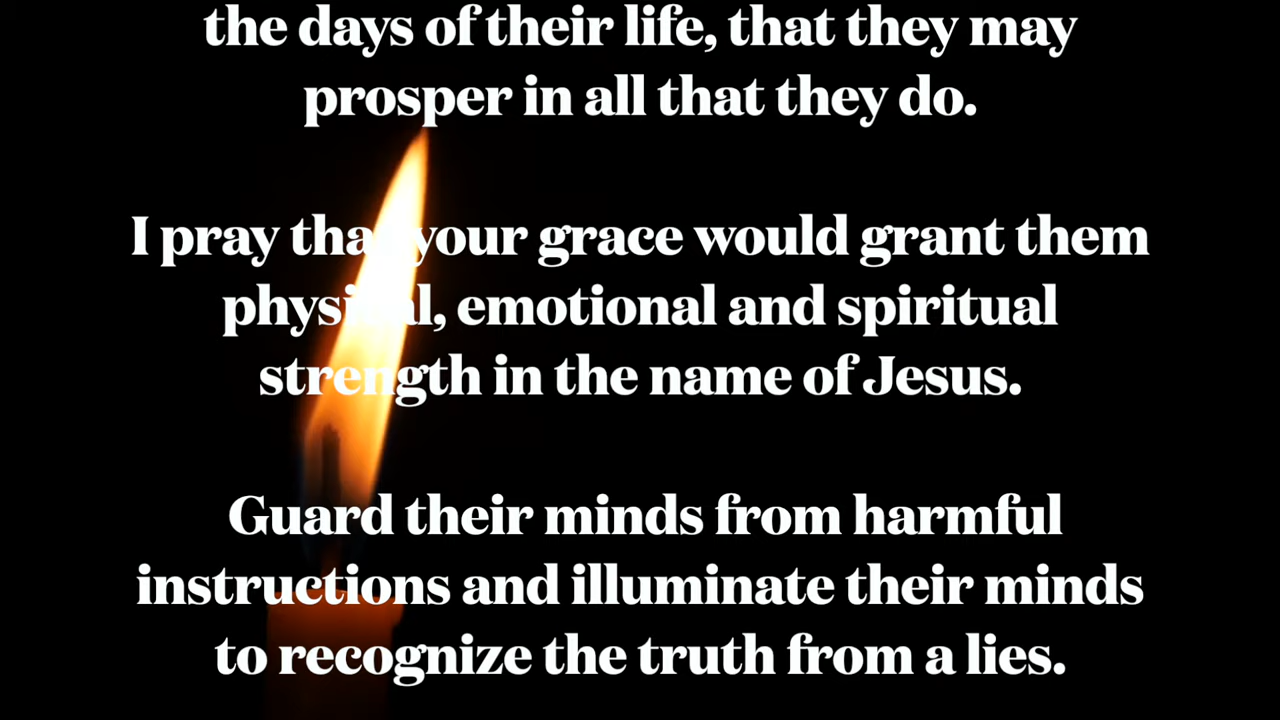 the days of their life, that they may
prosper in all that they do.
I pray that your grace would grant them
physical, emotional and spiritual
strength in the name of Jesus.
Guard their minds from harmful
instructions and illuminate their minds
to recognize the truth from a lies.